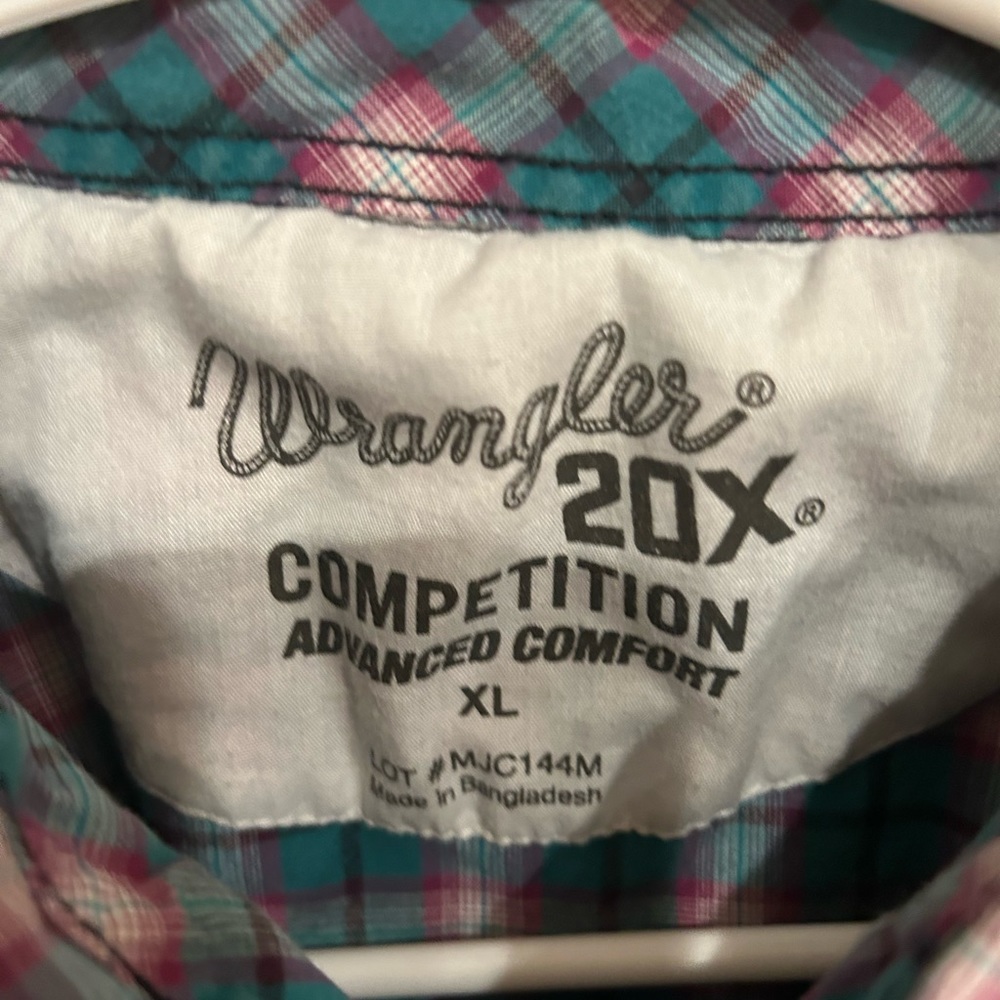 Wrangler®
20X®
COMPETITION
ADVANCED COMFORT
XL
LOT # MJC144M
Made in Bangladesh